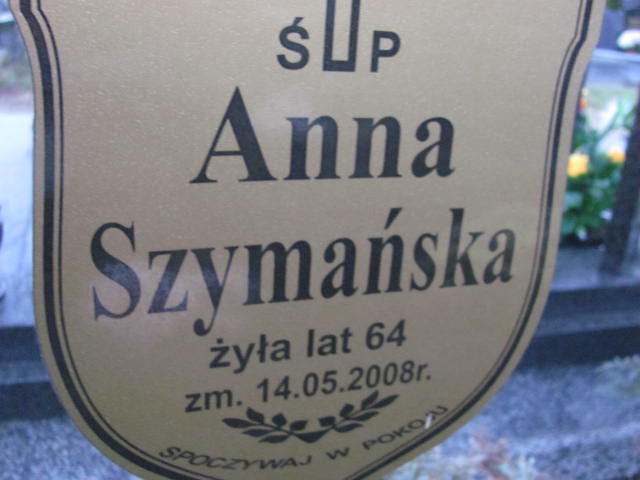 Ś P
Anna
Szymańska
żyła lat 64
zm. 14.05.2008r.
SPOCZYWAJ W POKOJU